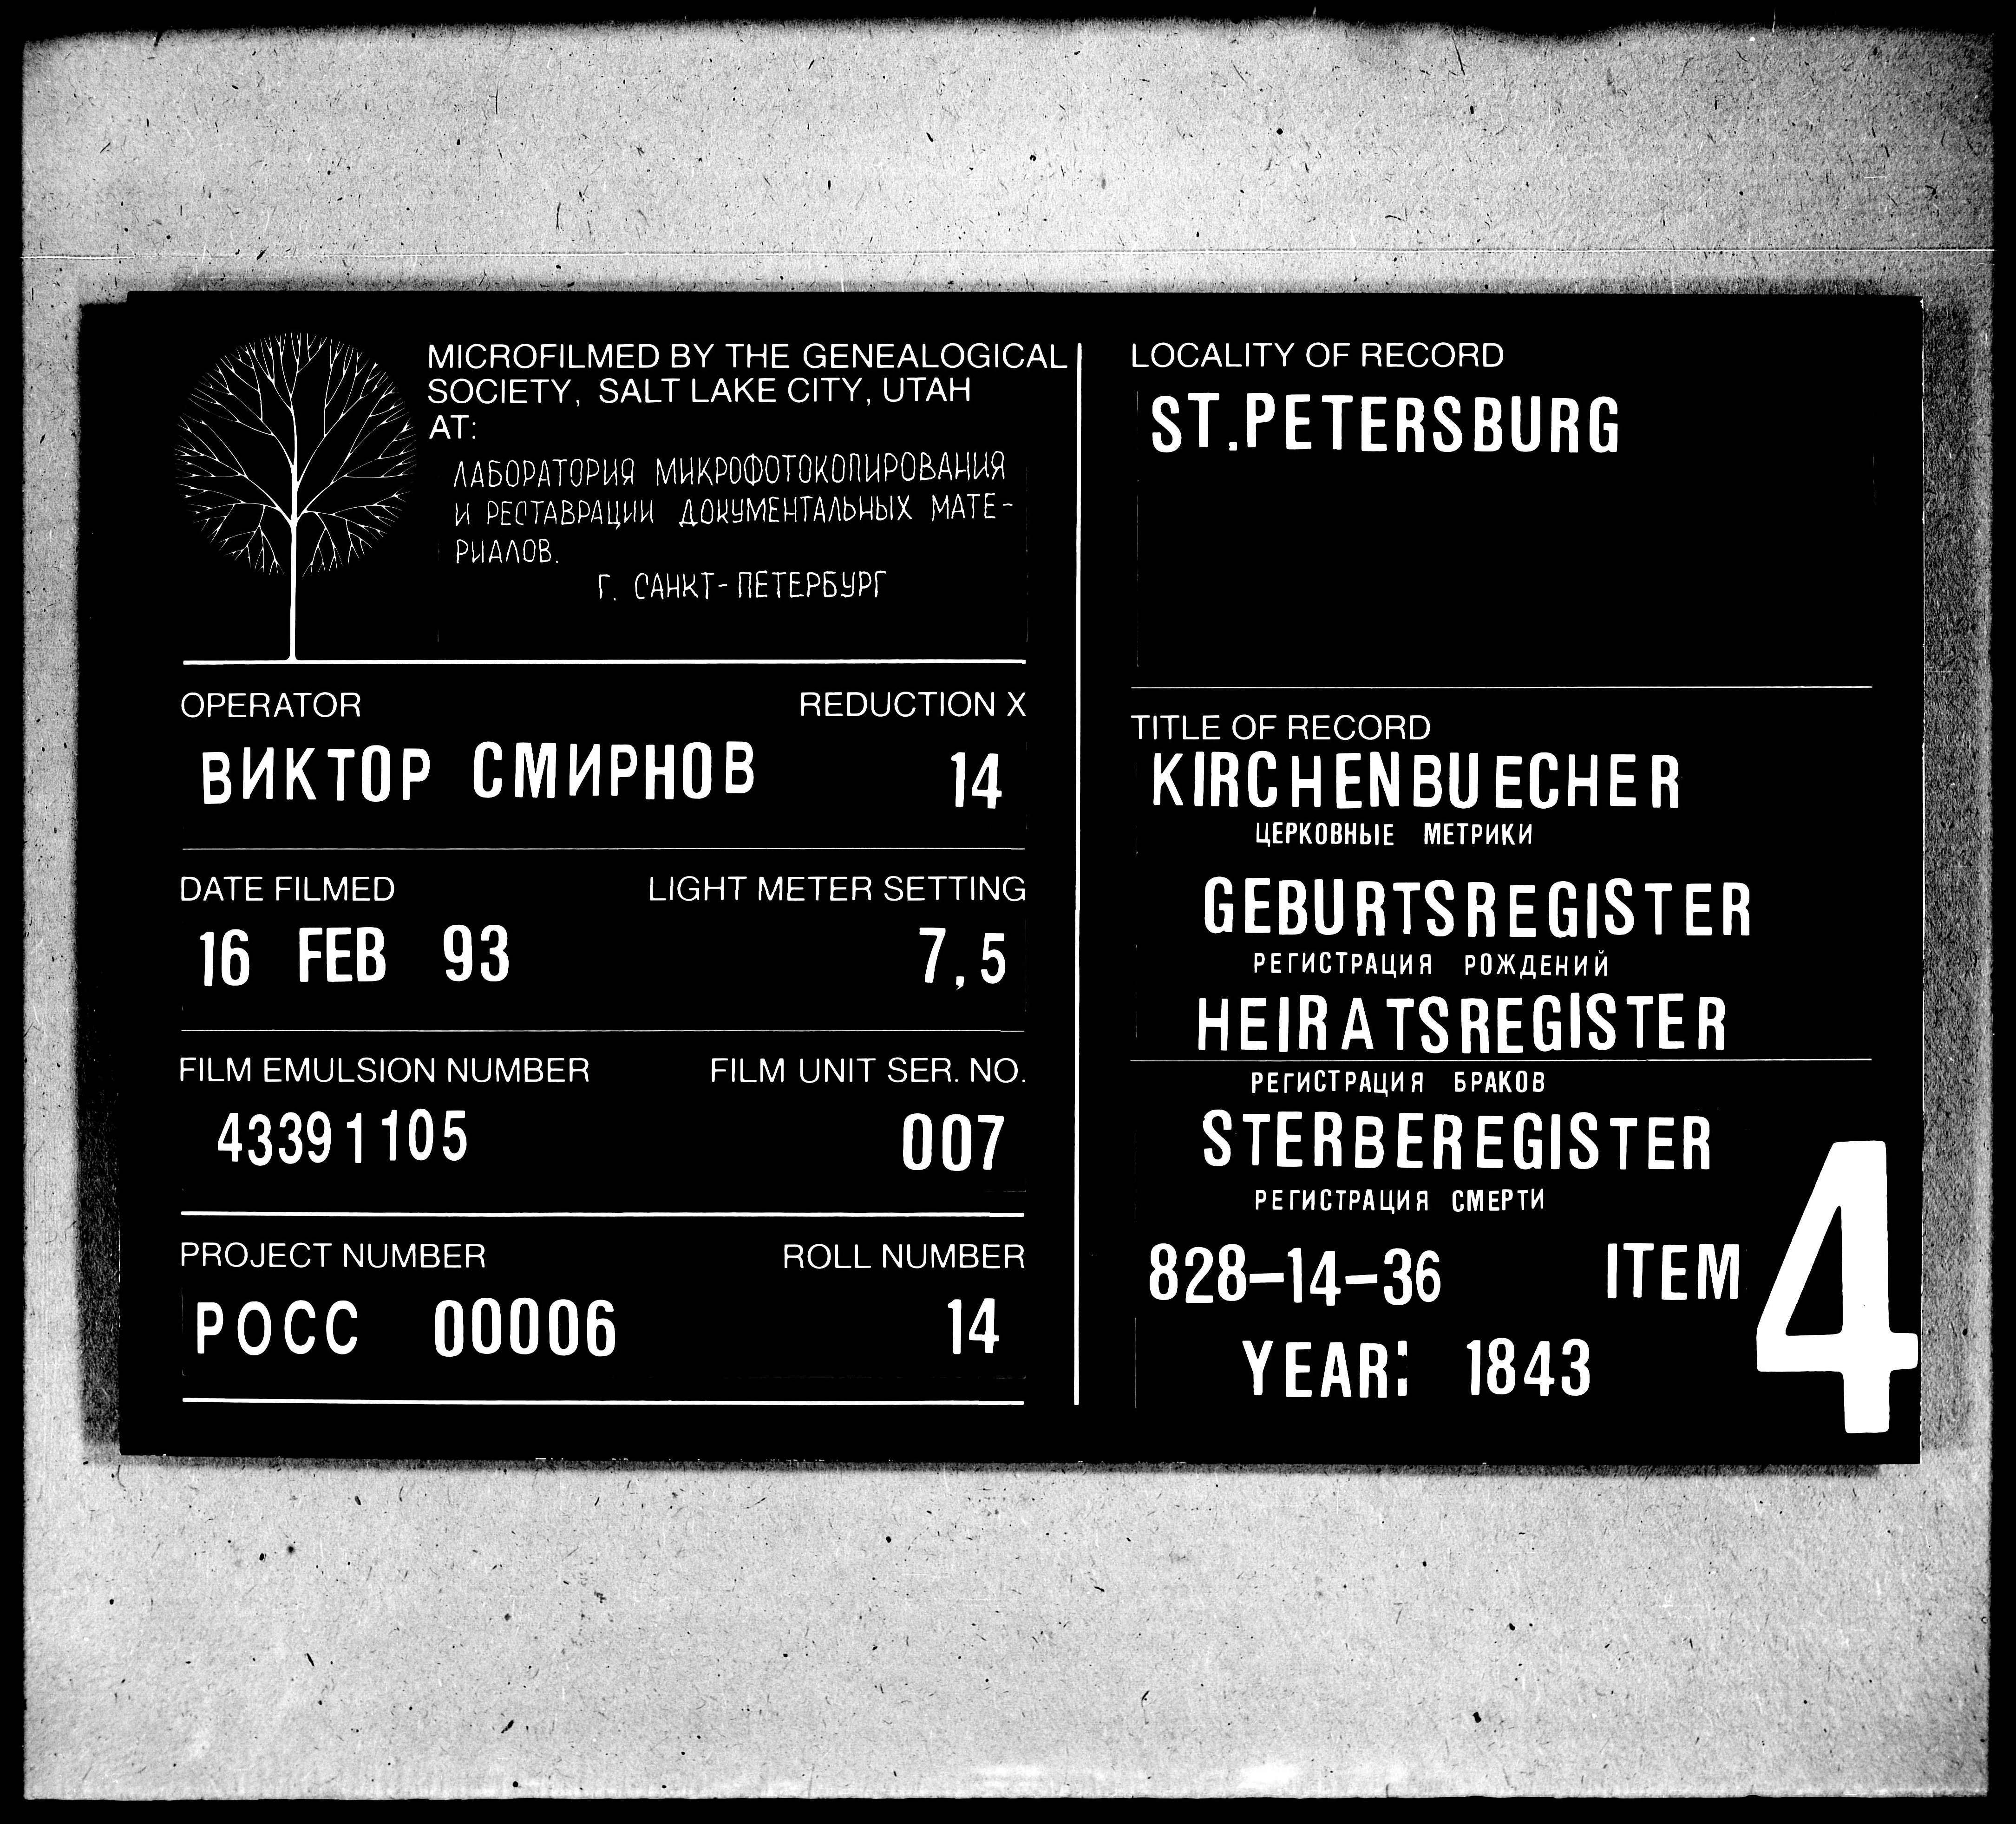 MICROFILMED BY THE GENEALOGICAL
SOCIETY, SALT LAKE CITY, UTAH
AT:
ЛАБОРАТОРИЯ МИКРОФОТОКОПИРОВАНИЯ
И РЕСТАВРАЦИИ ДОКУМЕНТАЛЬНЫХ МАТЕ-
РИАЛОВ.
Г. САНКТ-ПЕТЕРБУРГ
OPERATOR REDUCTION X
ВИКТОР СМИРНОВ 14
DATE FILMED LIGHT METER SETTING
16 FEB 93 7,5
FILM EMULSION NUMBER FILM UNIT SER. NO.
43391105 007
PROJECT NUMBER ROLL NUMBER
РОСС 00006 14
LOCALITY OF RECORD
ST.PETERSBURG
TITLE OF RECORD
KIRCHENBUECHER
ЦЕРКОВНЫЕ МЕТРИКИ
GEBURTSREGISTER
РЕГИСТРАЦИЯ РОЖДЕНИЙ
HEIRATSREGISTER
РЕГИСТРАЦИЯ БРАКОВ
STERBEREGISTER
РЕГИСТРАЦИЯ СМЕРТИ
828-14-36 ITEM 4
YEAR: 1843